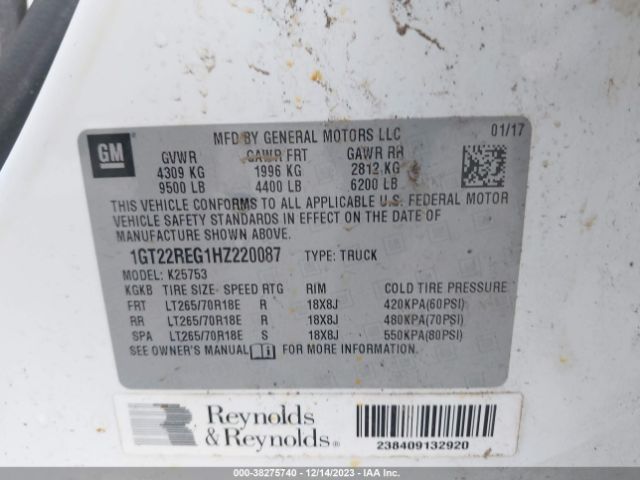 GM
MFD BY GENERAL MOTORS LLC 01/17
GVWR GAWR FRT GAWR RR
4309 KG 1996 KG 2812 KG
9500 LB 4400 LB 6200 LB
THIS VEHICLE CONFORMS TO ALL APPLICABLE U.S. FEDERAL MOTOR
VEHICLE SAFETY STANDARDS IN EFFECT ON THE DATE OF
MANUFACTURE SHOWN ABOVE.
1GT22REG1HZ220087 TYPE: TRUCK
MODEL: K25753
KGKB TIRE SIZE- SPEED RTG RIM COLD TIRE PRESSURE
FRT LT265/70R18E R 18X8J 420KPA(60PSI)
RR LT265/70R18E R 18X8J 480KPA(70PSI)
SPA LT265/70R18E S 18X8J 550KPA(80PSI)
SEE OWNER'S MANUAL i FOR MORE INFORMATION.
Reynolds
& Reynolds®
238409132920
000-38275740 - 12/14/2023 - IAA Inc.